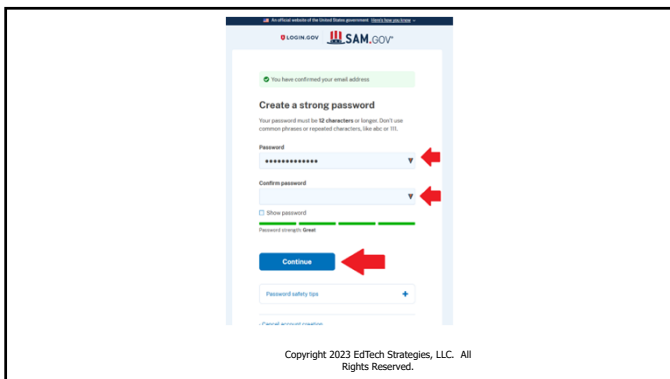 An official website of the United States government Here's how you know
LOGIN.GOV SAM.GOV®
You have confirmed your email address
Create a strong password
Your password must be 12 characters or longer. Don't use
common phrases or repeated characters, like abc or 111.
Password
•••••••••••••
Confirm password
Show password
Password strength: Great
Continue
Password safety tips
‹ Cancel account creation
Copyright 2023 EdTech Strategies, LLC. All
Rights Reserved.